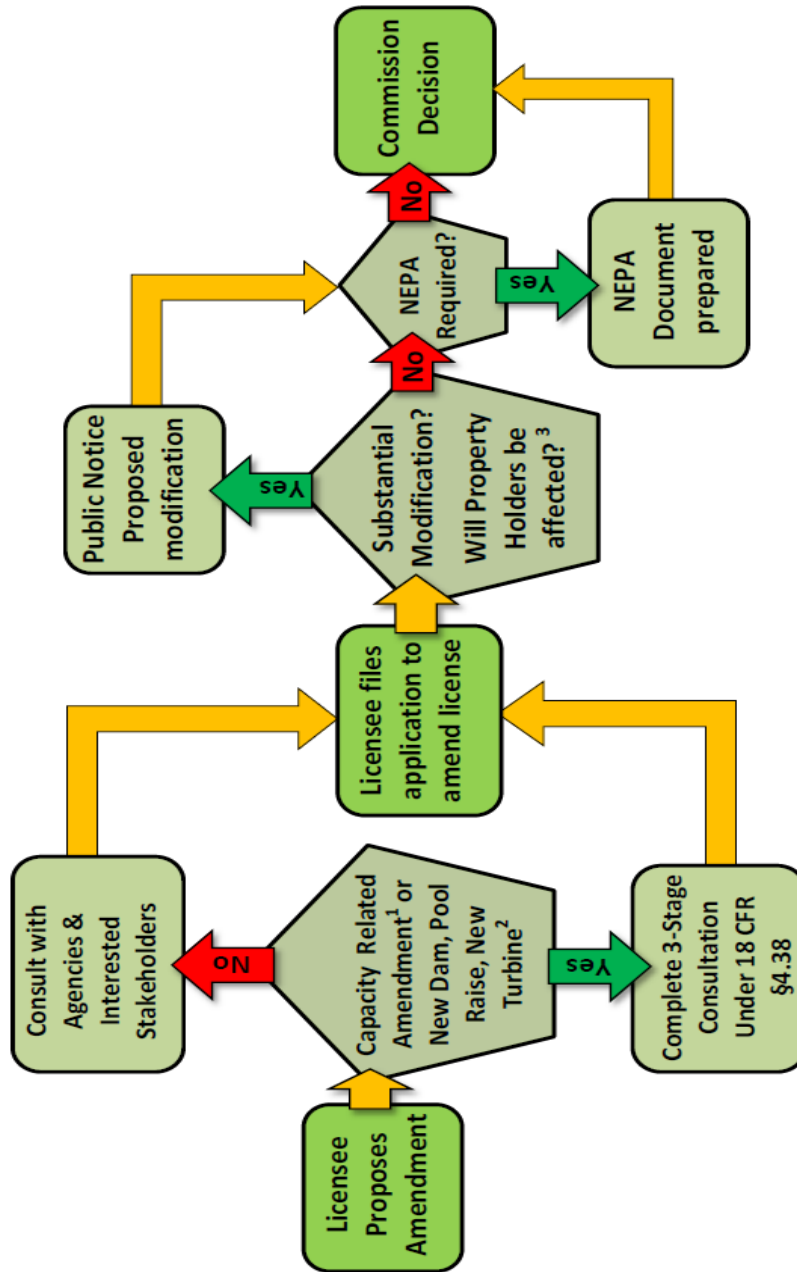 Licensee
Proposes
Amendment
Capacity Related
Amendment¹ or
New Dam, Pool
Raise, New
Turbine²
No
Consult with
Agencies &
Interested
Stakeholders
Yes
Complete 3-Stage
Consultation
Under 18 CFR
§4.38
Licensee files
application to
amend license
Substantial
Modification?
Will Property
Holders be
affected? ³
Yes
Public Notice
Proposed
modification
No
NEPA
Required?
Yes
NEPA
Document
prepared
No
Commission
Decision